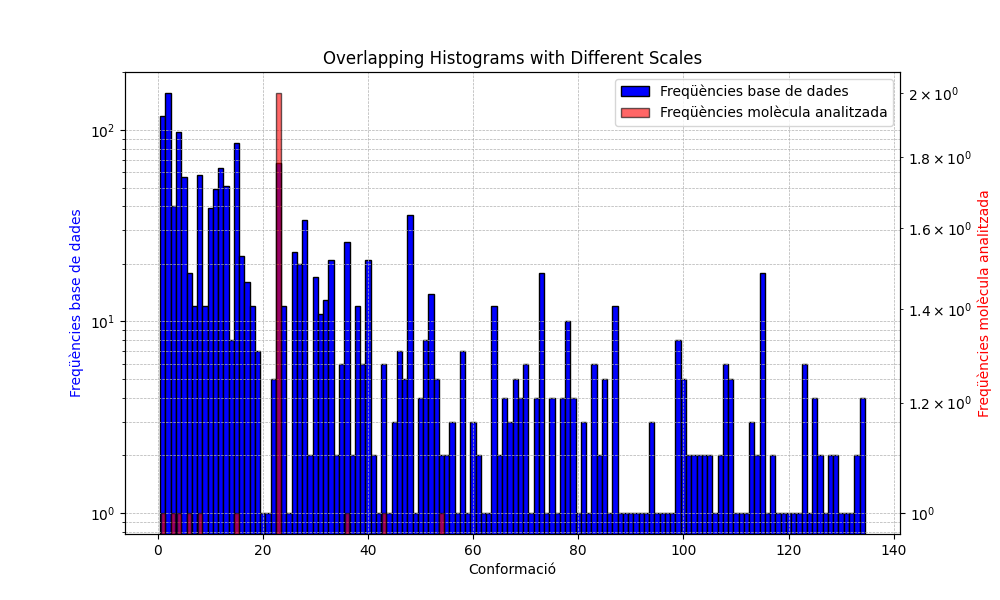 Overlapping Histograms with Different Scales
Freqüències base de dades
Freqüències molècula analitzada
10² 
10¹
10⁰
Freqüències base de dades
2 × 10⁰
1.8 × 10⁰
1.6 × 10⁰
1.4 × 10⁰
1.2 × 10⁰
10⁰
Freqüències molècula analitzada
0 20 40 60 80 100 120 140
Conformació